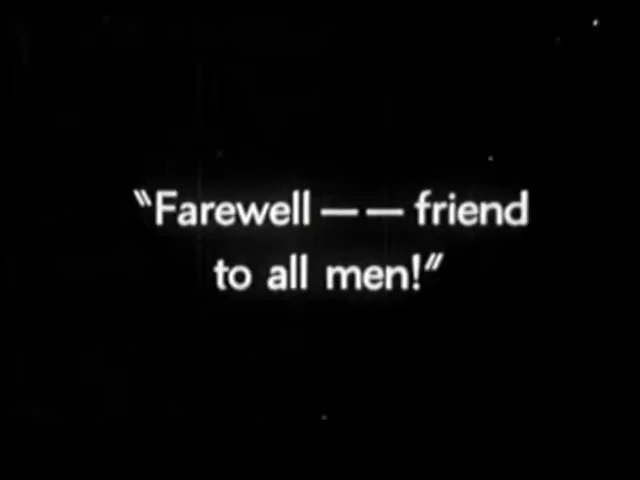 "Farewell — — friend
to all men!"